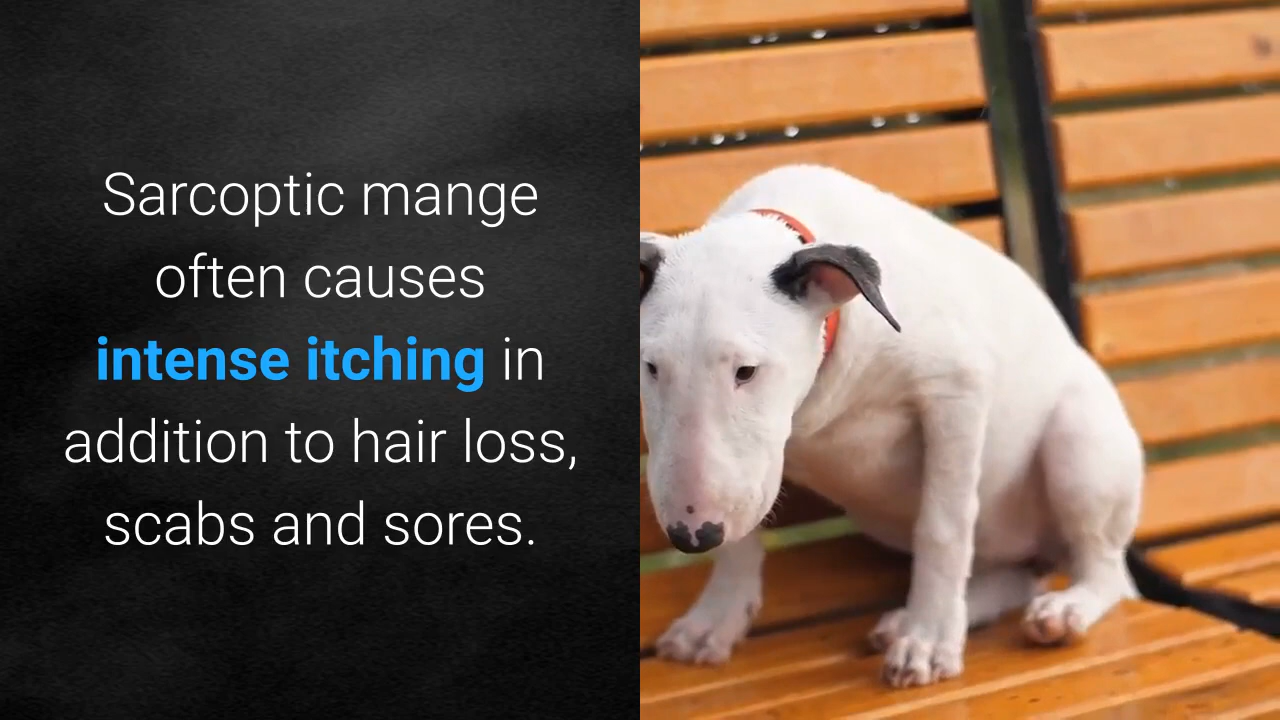 Sarcoptic mange
often causes
intense itching in
addition to hair loss,
scabs and sores.